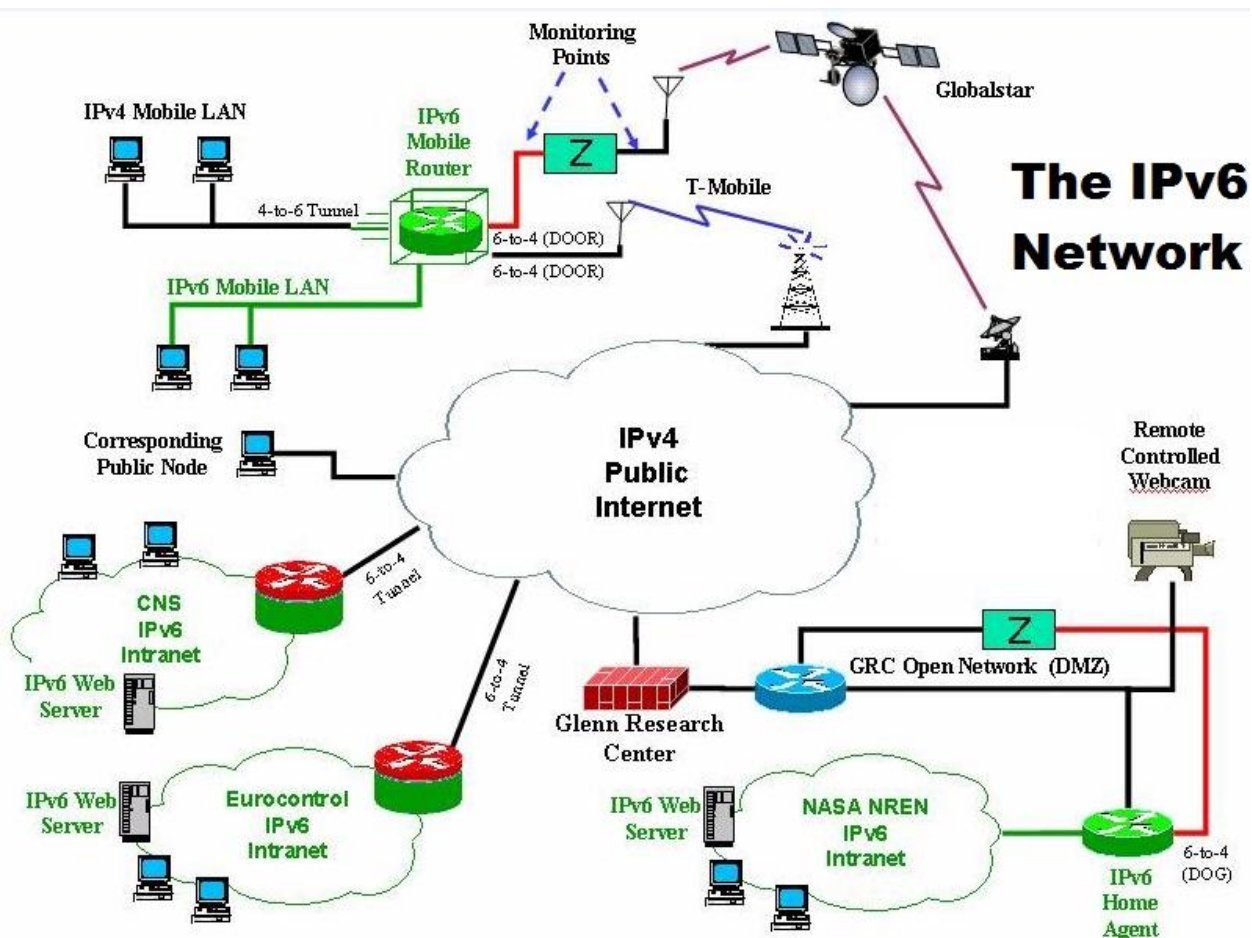 Monitoring
Points
Globalstar
IPv4 Mobile LAN
IPv6
Mobile
Router
Z
The IPv6
Network
T-Mobile
4-to-6 Tunnel
6-to-4 (DOOR)
6-to-4 (DOOR)
IPv6 Mobile LAN
IPv4
Public
Internet
Corresponding
Public Node
Remote
Controlled
Webcam
6-to-4
Tunnel
CNS
IPv6
Intranet
IPv6 Web
Server
6-to-4
Tunnel
Z
GRC Open Network (DMZ)
Glenn Research
Center
IPv6 Web
Server
Eurocontrol
IPv6
Intranet
IPv6 Web
Server
NASA NREN
IPv6
Intranet
6-to-4
(DOG)
IPv6
Home
Agent